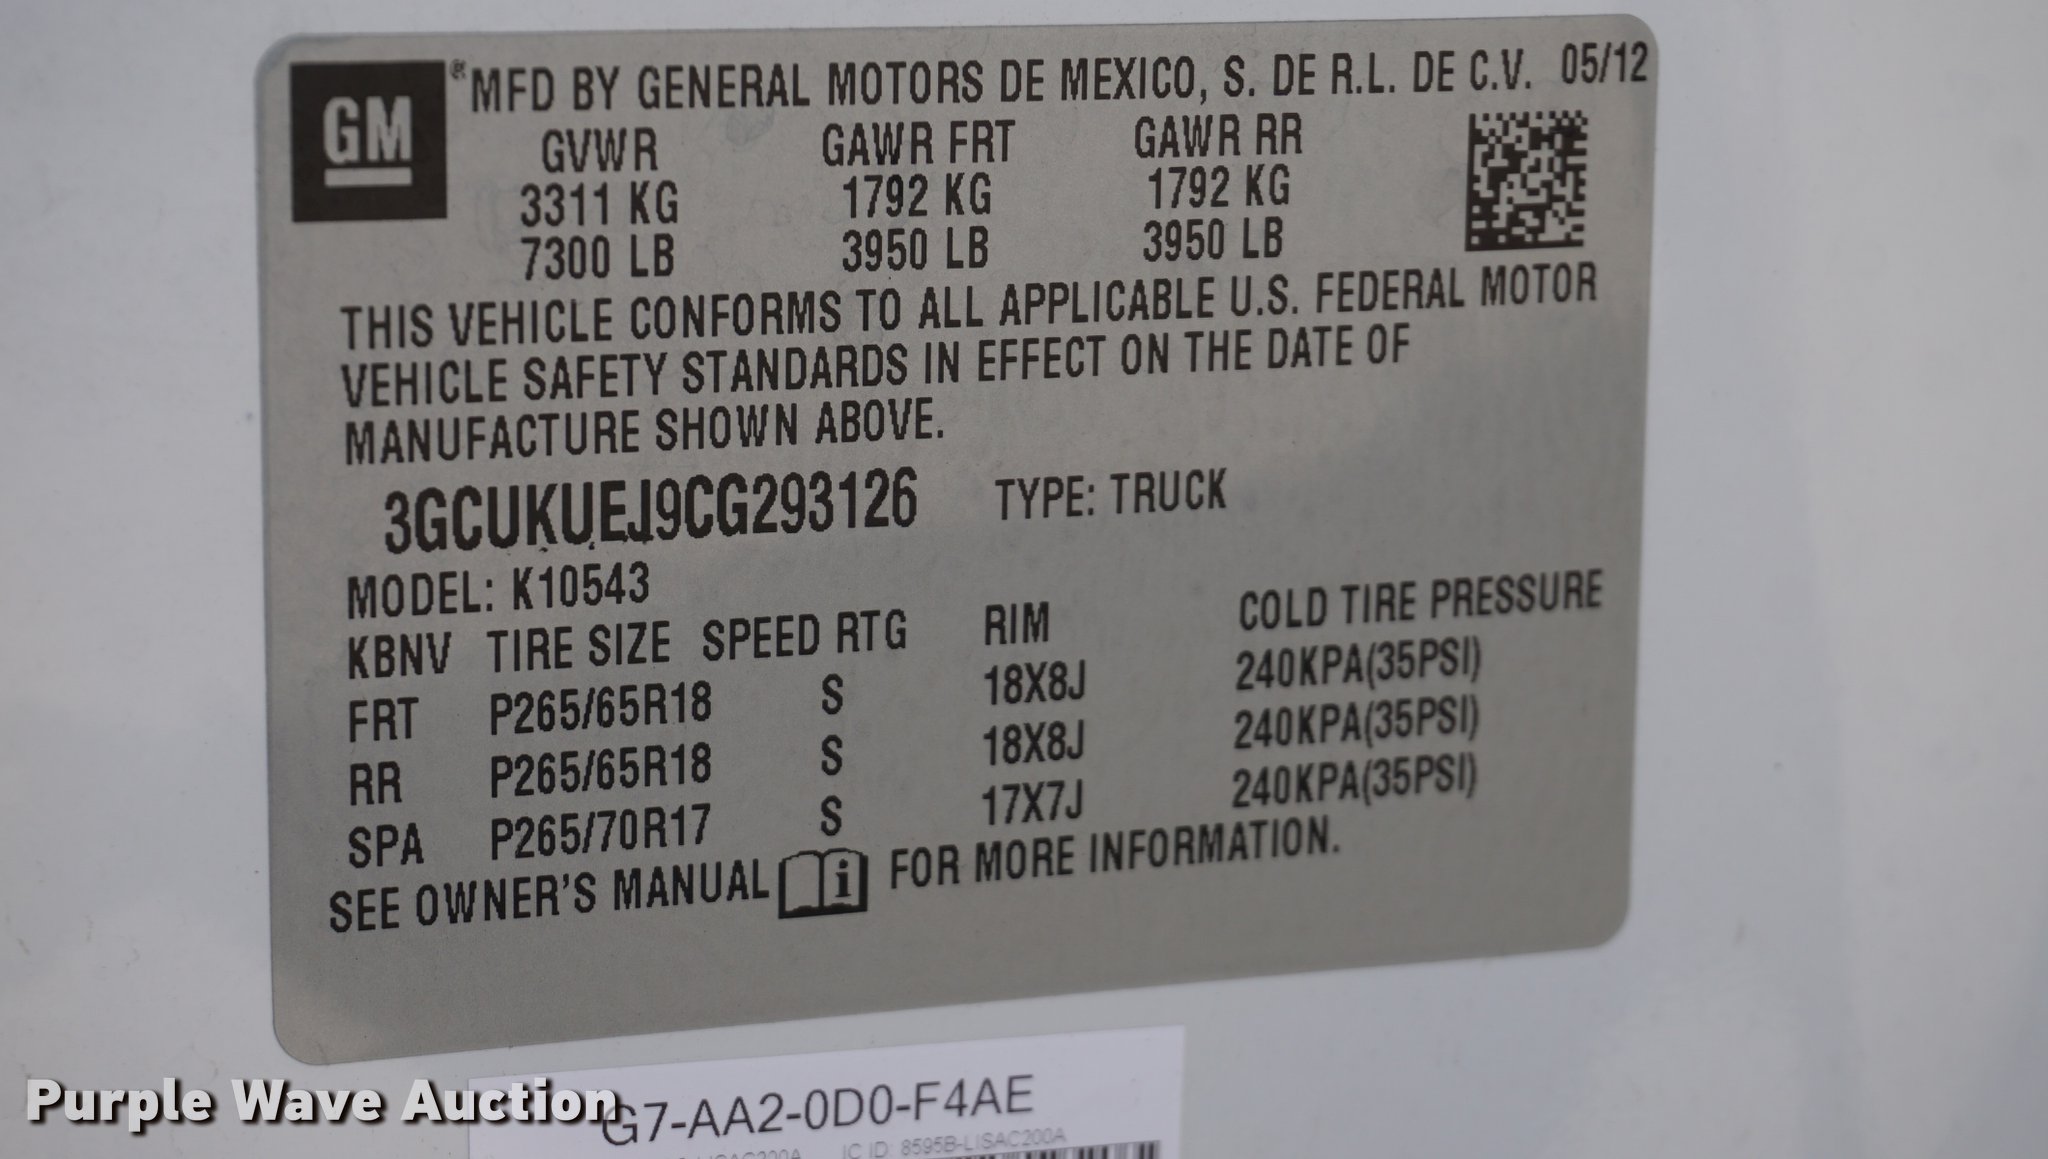 GM
® MFD BY GENERAL MOTORS DE MEXICO, S. DE R.L. DE C.V. 05/12
GVWR GAWR FRT GAWR RR
3311 KG 1792 KG 1792 KG
7300 LB 3950 LB 3950 LB
THIS VEHICLE CONFORMS TO ALL APPLICABLE U.S. FEDERAL MOTOR
VEHICLE SAFETY STANDARDS IN EFFECT ON THE DATE OF
MANUFACTURE SHOWN ABOVE.
3GCUKUEJ9CG293126 TYPE: TRUCK
MODEL: K10543
KBNV TIRE SIZE SPEED RTG RIM COLD TIRE PRESSURE
FRT P265/65R18 S 18X8J 240KPA(35PSI)
RR P265/65R18 S 18X8J 240KPA(35PSI)
SPA P265/70R17 S 17X7J 240KPA(35PSI)
SEE OWNER'S MANUAL i FOR MORE INFORMATION.
Purple Wave Auction
G7-AA2-0D0-F4AE
IC ID: 8595B-LISAC200A